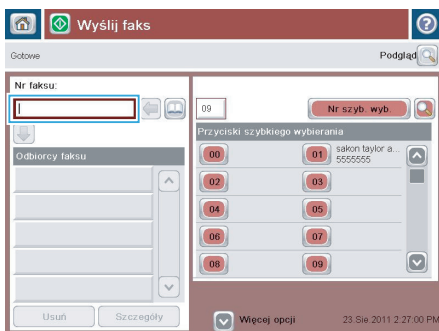 Wyślij faks
?
Gotowe
Podgląd
Nr faksu:
09
Nr szyb. wyb.
Przyciski szybkiego wybierania
Odbiorcy faksu
00
01 sakon taylor a...
5555555
02
03
04
05
06
07
08
09
Usuń
Szczegóły
Więcej opcji
23 Sie 2011 2:27:00 PM